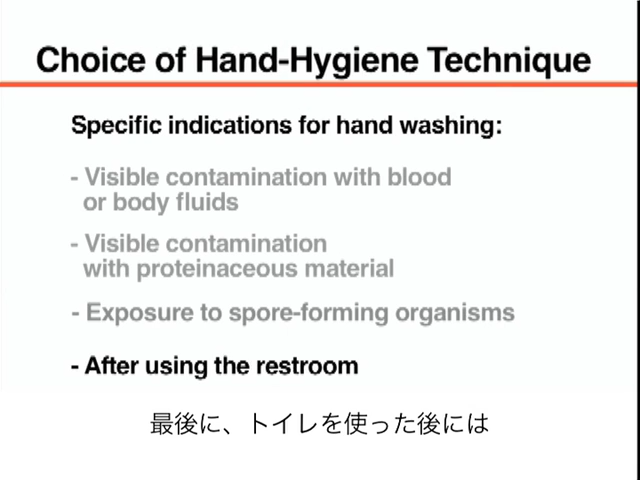 Choice of Hand-Hygiene Technique
Specific indications for hand washing:
- Visible contamination with blood
or body fluids
- Visible contamination
with proteinaceous material
- Exposure to spore-forming organisms
- After using the restroom
最後に、トイレを使った後には